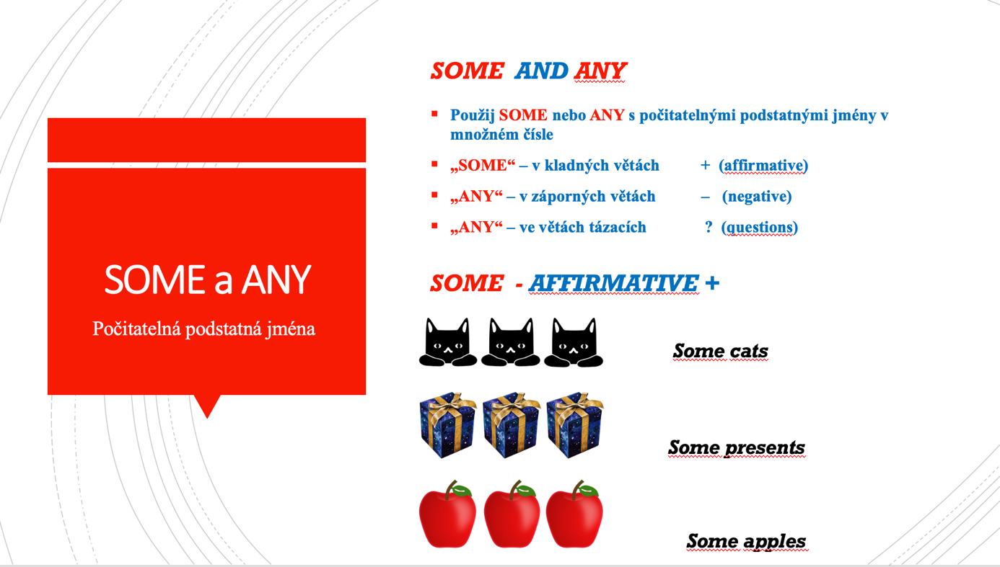 SOME a ANY
Počitatelná podstatná jména
SOME AND ANY
Použij SOME nebo ANY s počitatelnými podstatnými jmény v
množném čísle
„SOME“ – v kladných větách + (affirmative)
„ANY“ – v záporných větách – (negative)
„ANY“ – ve větách tázacích ? (questions)
SOME - AFFIRMATIVE +
Some cats
Some presents
Some apples